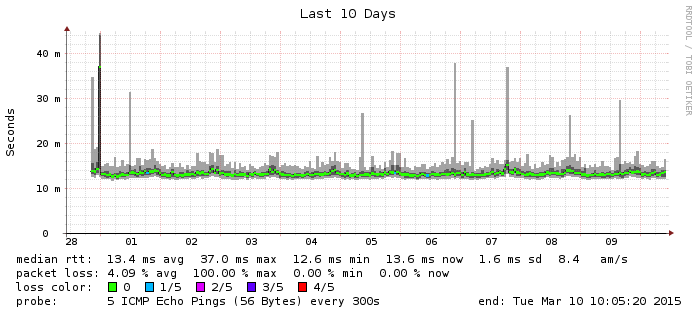 Last 10 Days
RRDTOOL / TOBI OETIKER
Seconds
40 m
30 m
20 m
10 m
0
28 01 02 03 04 05 06 07 08 09
median rtt: 13.4 ms avg 37.0 ms max 12.6 ms min 13.6 ms now 1.6 ms sd 8.4 am/s
packet loss: 4.09 % avg 100.00 % max 0.00 % min 0.00 % now
loss color: 0 1/5 2/5 3/5 4/5
probe: 5 ICMP Echo Pings (56 Bytes) every 300s end: Tue Mar 10 10:05:20 2015